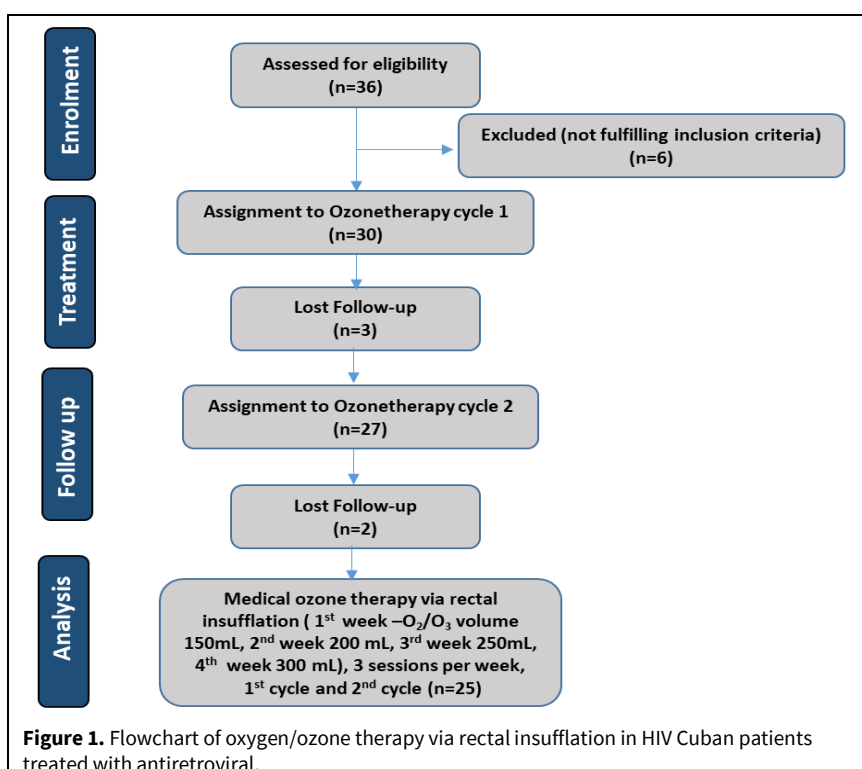 Enrolment
Assessed for eligibility
(n=36)
Excluded (not fulfilling inclusion criteria)
(n=6)
Treatment
Assignment to Ozonetherapy cycle 1
(n=30)
Lost Follow-up
(n=3)
Follow up
Assignment to Ozonetherapy cycle 2
(n=27)
Lost Follow-up
(n=2)
Analysis
Medical ozone therapy via rectal
insufflation ( 1st week –O2/O3 volume
150mL, 2nd week 200 mL, 3rd week 250mL,
4th week 300 mL), 3 sessions per week,
1st cycle and 2nd cycle (n=25)
Figure 1. Flowchart of oxygen/ozone therapy via rectal insufflation in HIV Cuban patients
treated with antiretroviral.